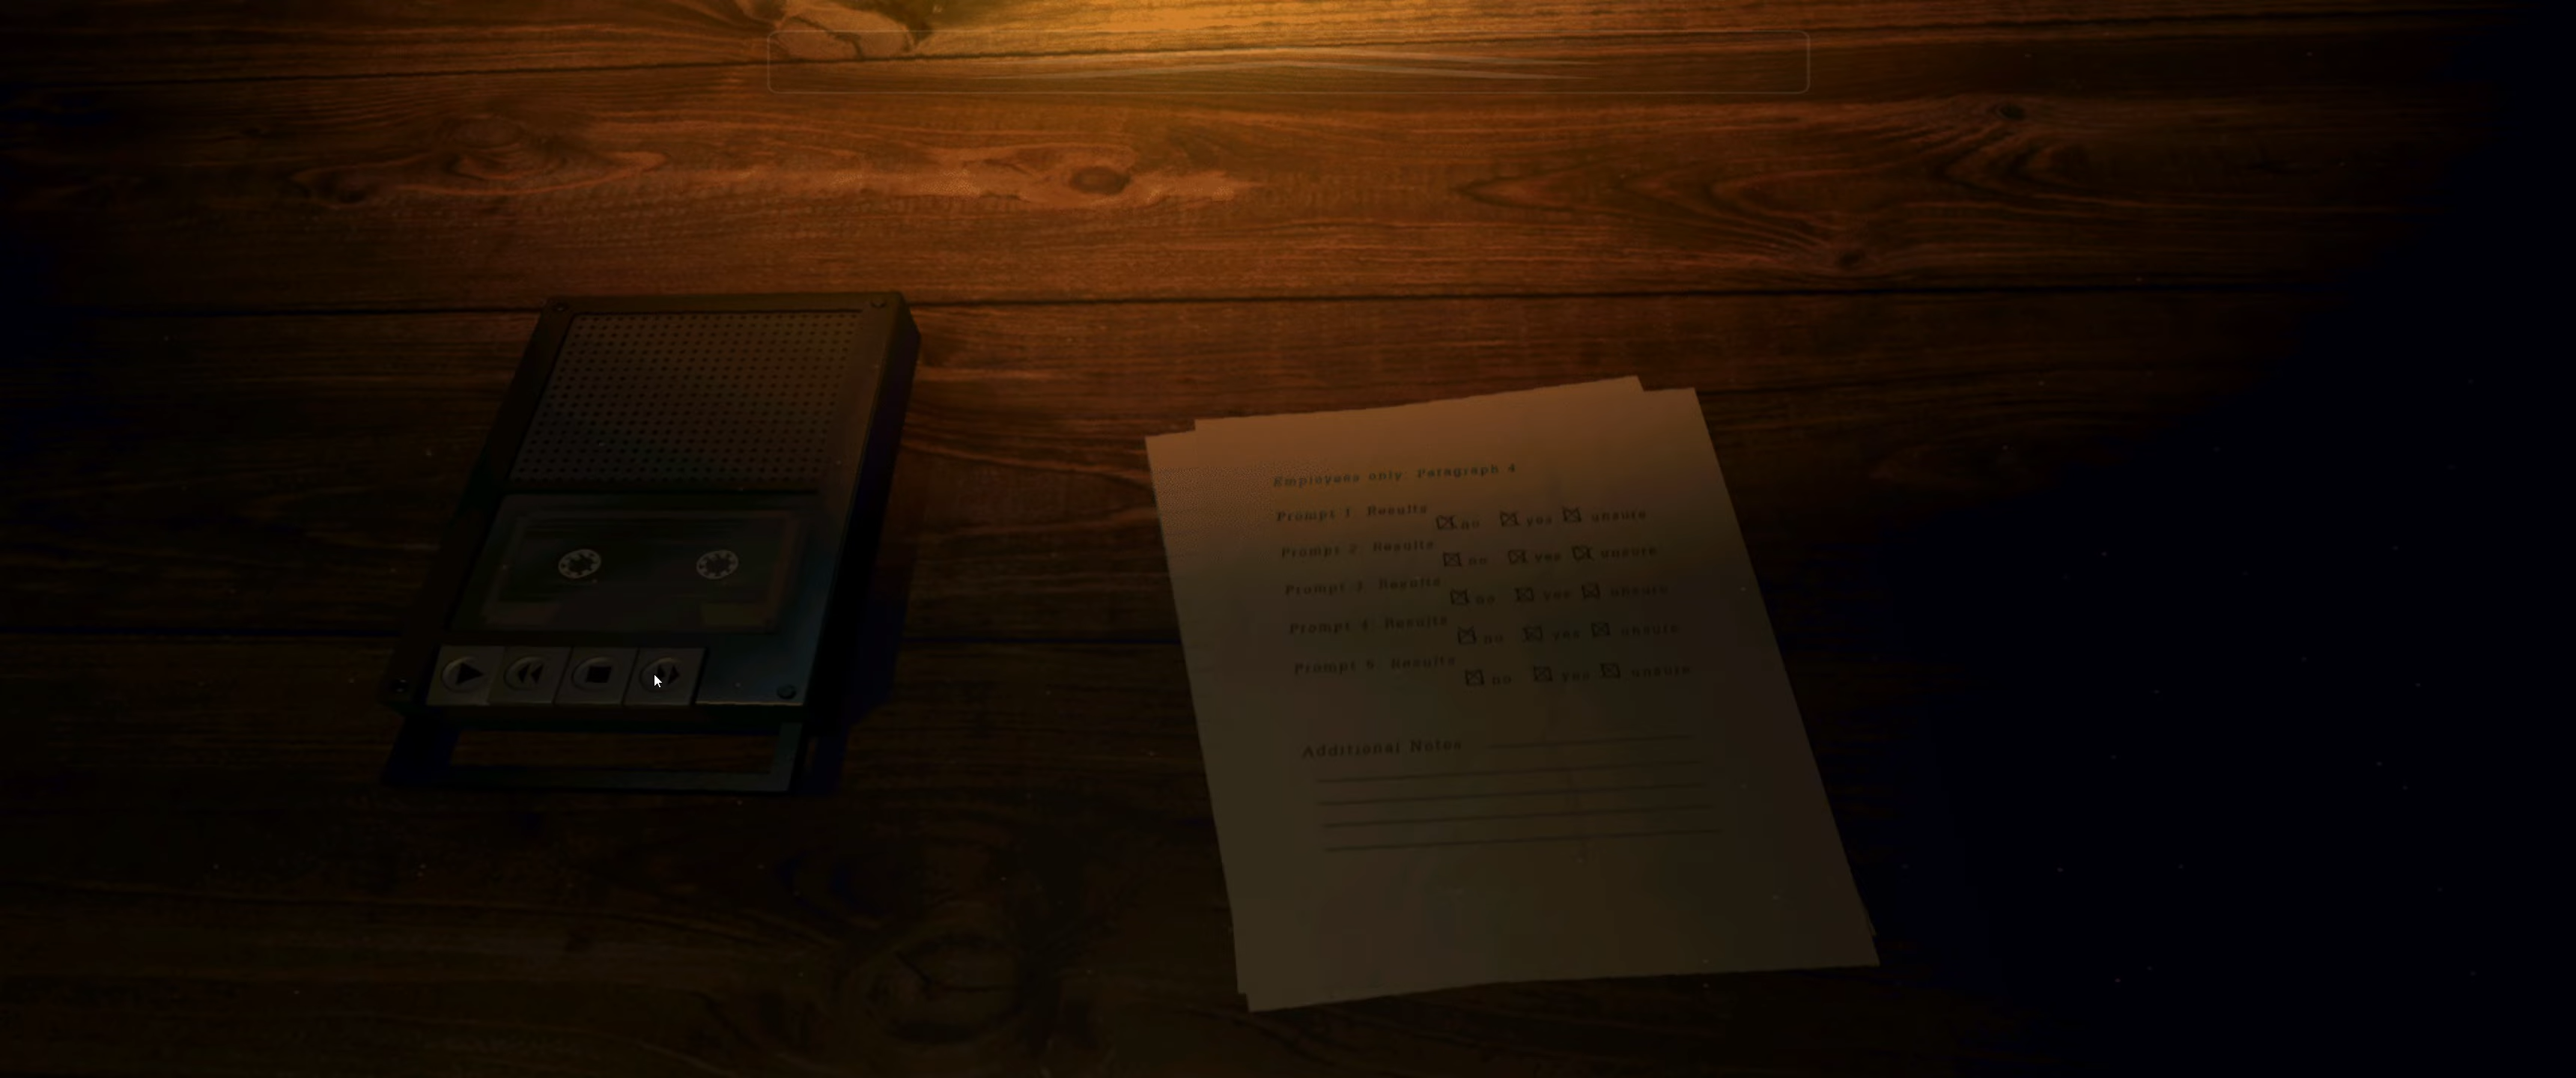 Employees only: Paragraph 4
Prompt 1: Results no yes unsure
Prompt 2: Results no yes unsure
Prompt 3: Results no yes unsure
Prompt 4: Results no yes unsure
Prompt 5: Results no yes unsure
Additional Notes